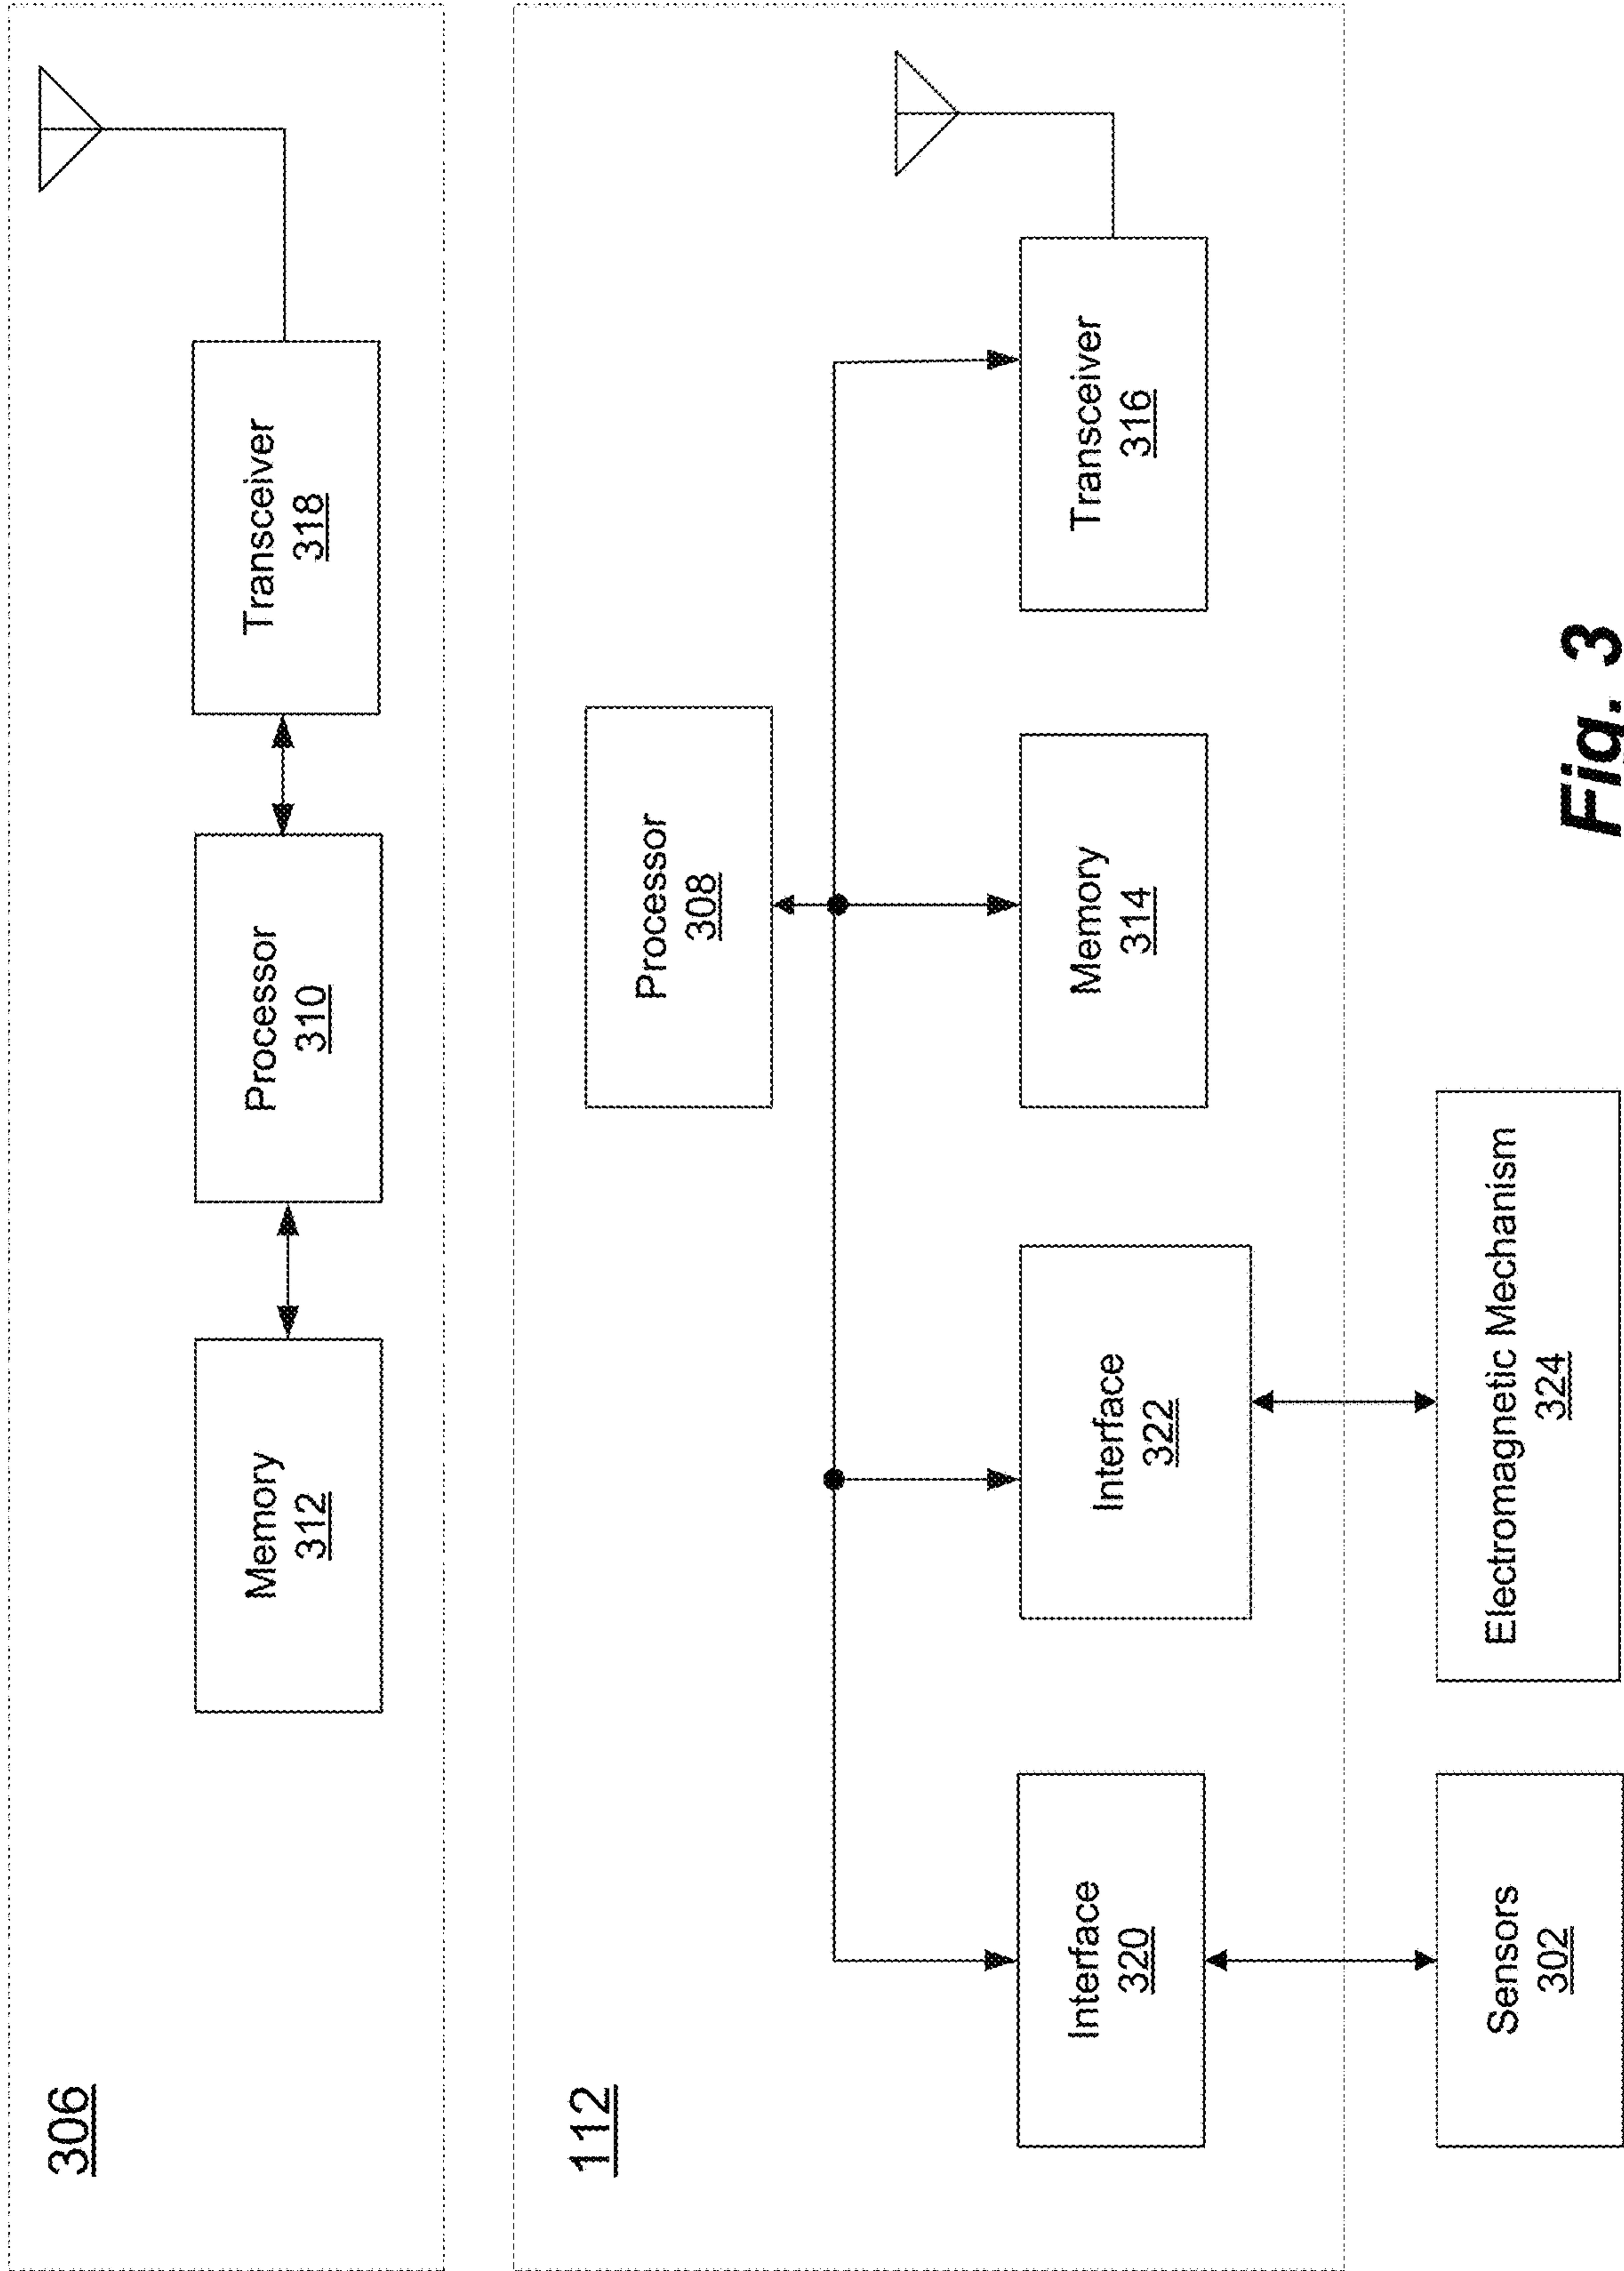 306
Memory
312
Processor
310
Transceiver
318
112
Processor
308
Interface
320
Interface
322
Memory
314
Transceiver
316
Sensors
302
Electromagnetic Mechanism
324
Fig. 3